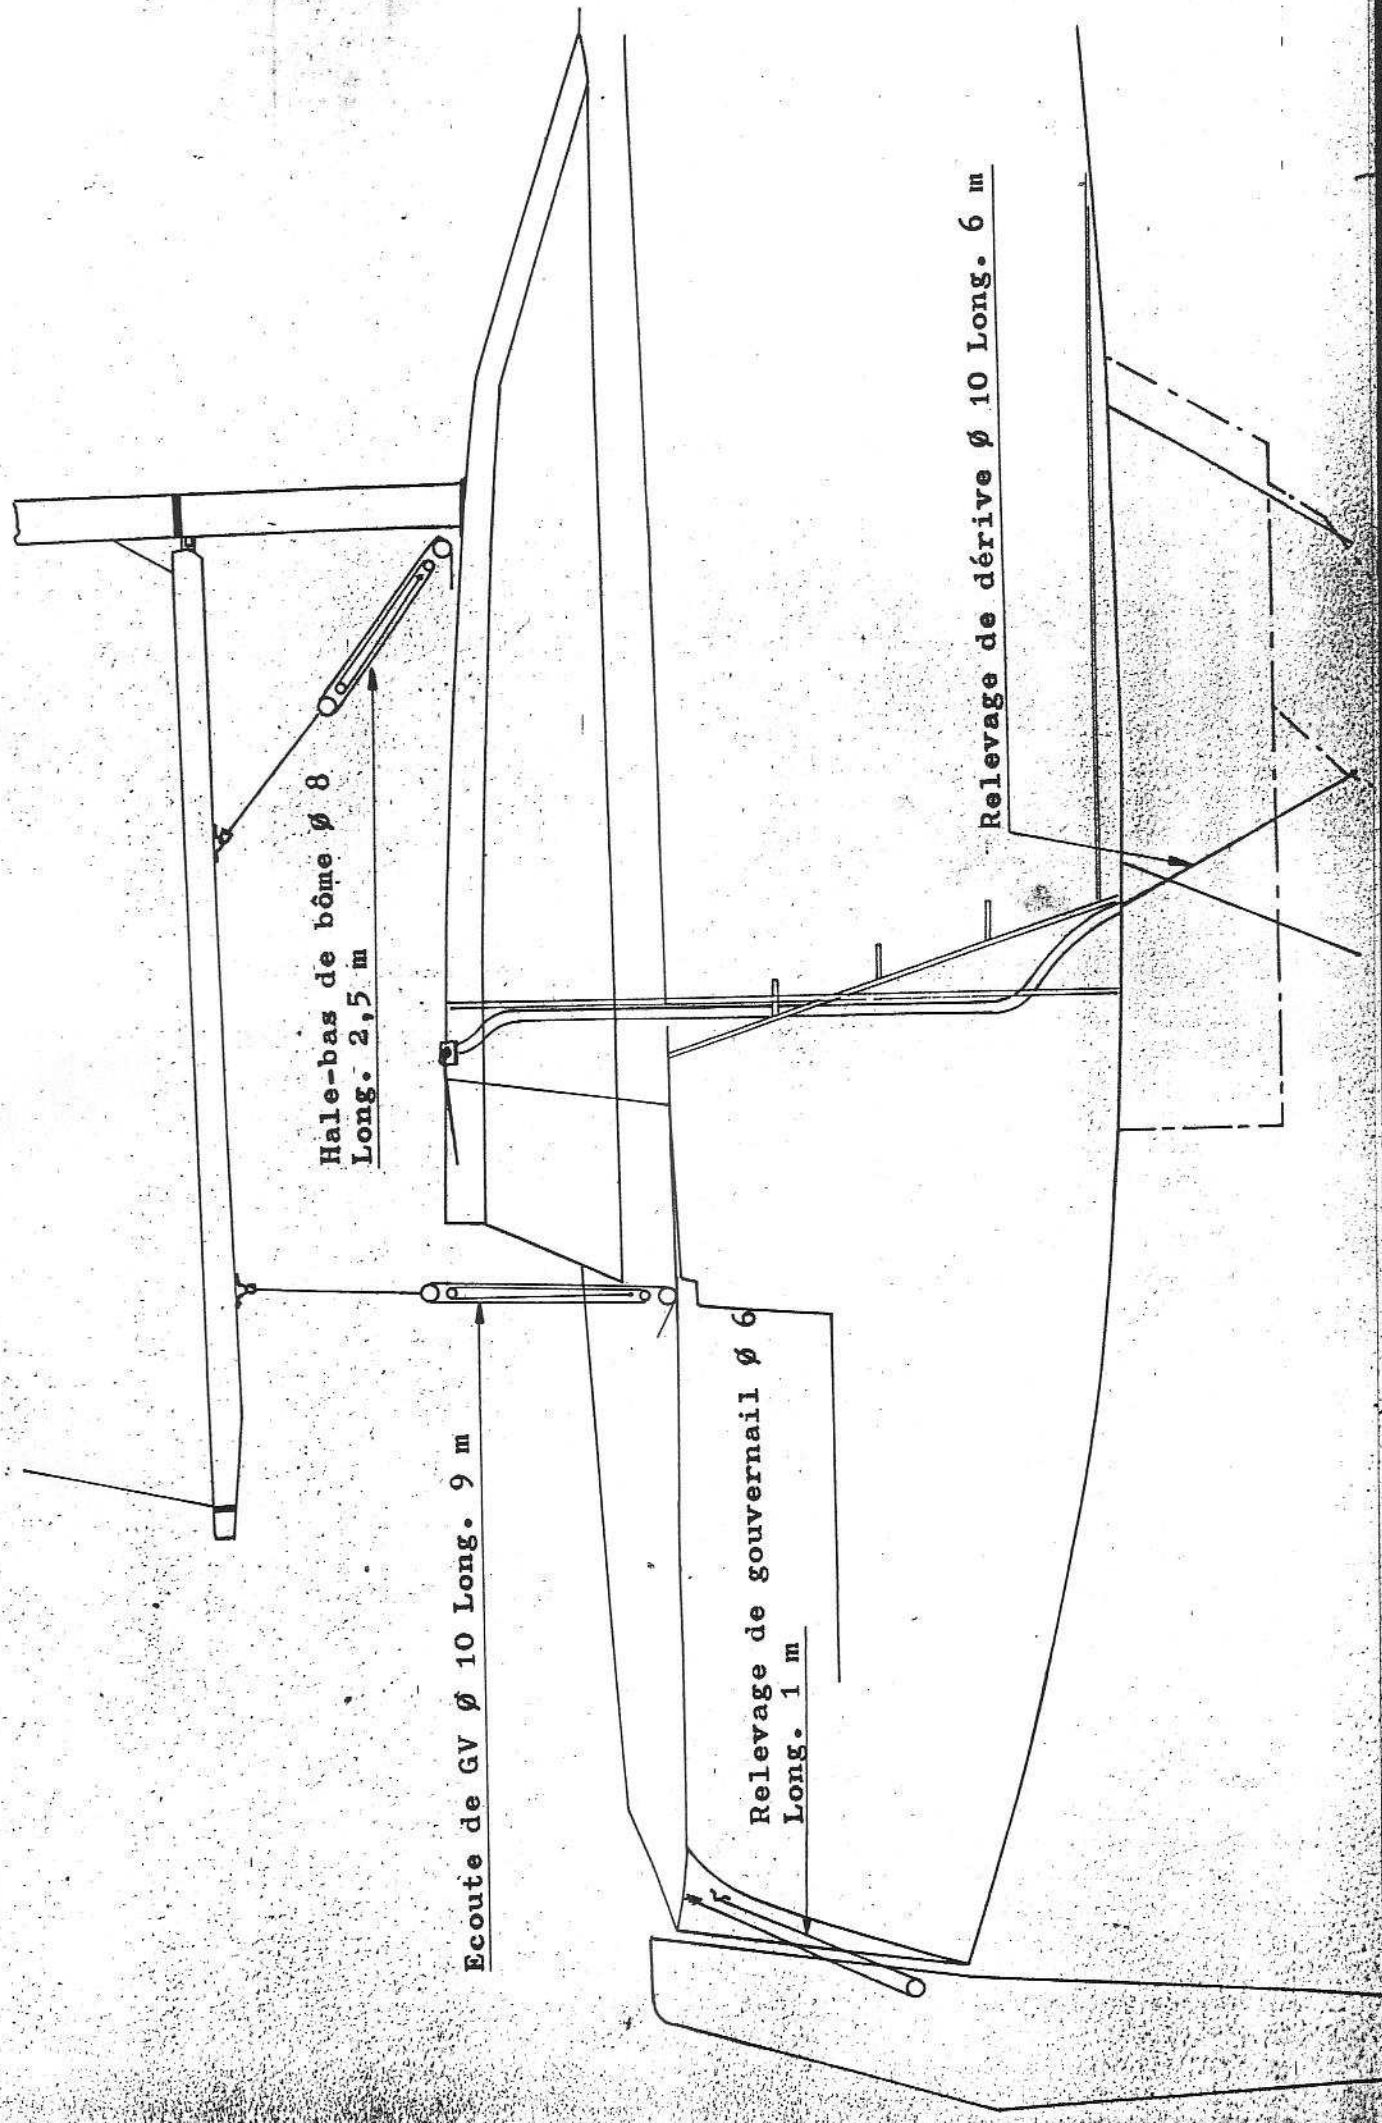 Hale-bas de bôme Ø 8
Long. 2,5 m
Ecoute de GV Ø 10 Long. 9 m
Relevage de dérive Ø 10 Long. 6 m
Relevage de gouvernail Ø 6
Long. 1 m